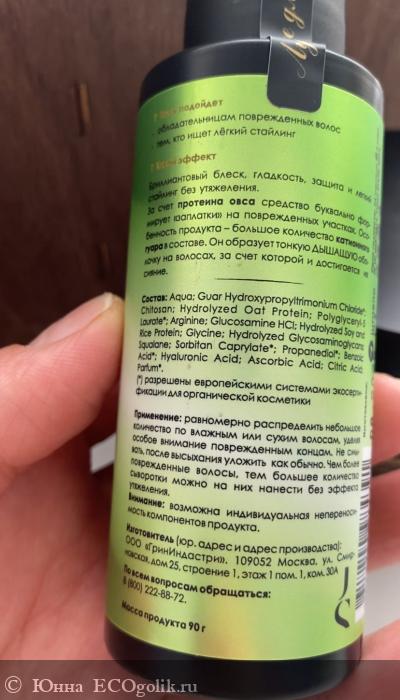 Ледя
? Кому подойдет
обладательницам поврежденных волос
тем, кто ищет лёгкий стайлинг
эффект
Бриллиантовый блеск, гладкость, защита и легкий
стайлинг без утяжеления.
За счет протеина овса средство буквально фор-
мирует «заплатки» на поврежденных участках. Осо-
бенность продукта – большое количество катионного
гуара в составе. Он образует тонкую ДЫШАЩУЮ обо-
лочку на волосах, за счет которой и достигается
сияние.
Состав: Aqua; Guar Hydroxypropyltrimonium Chloride*;
Chitosan; Hydrolyzed Oat Protein; Polyglyceryl-
Laurate*; Arginine; Glucosamine HCl; Hydrolyzed Soy and
Rice Protein; Glycine; Hydrolyzed Glycosaminoglycans;
Squalane; Sorbitan Caprylate*; Propanediol*; Benzoic
Acid*; Hyaluronic Acid; Ascorbic Acid; Citric Acid;
Parfum*.
(*) разрешены европейскими системами экосерти-
фикации для органической косметики
Применение: равномерно распределить небольшое
количество по влажным или сухим волосам, уделяя
особое внимание поврежденным концам. Не смы-
вать, после высыхания уложить как обычно. Чем более
поврежденные волосы, тем большее количество
сыворотки можно на них нанести без эффекта
утяжеления.
Внимание: возможна индивидуальная непереноси-
мость компонентов продукта.
Изготовитель (юр. адрес и адрес производства):
ООО «ГринИндастри», 109052 Москва, ул. Смир-
новская, дом 25, строение 1, этаж 1 пом. 1, ком. 30А
По всем вопросам обращаться:
8 (800) 222-88-72.
Масса продукта 90 г
© Юнна ECOgolik.ru